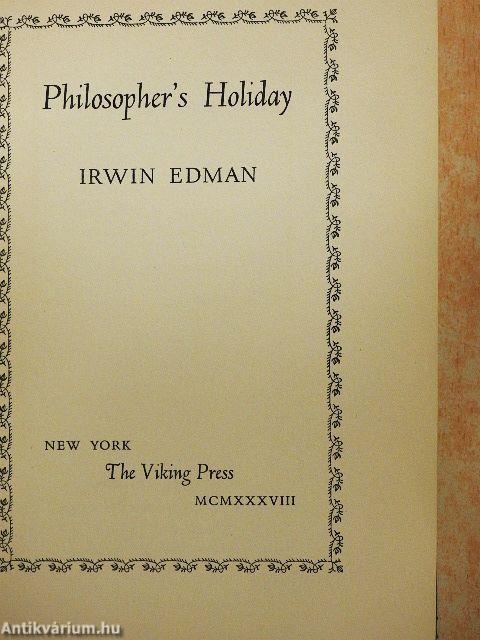 Philosopher's Holiday
IRWIN EDMAN
NEW YORK
The Viking Press
MCMXXXVIII
Antikvárium.hu